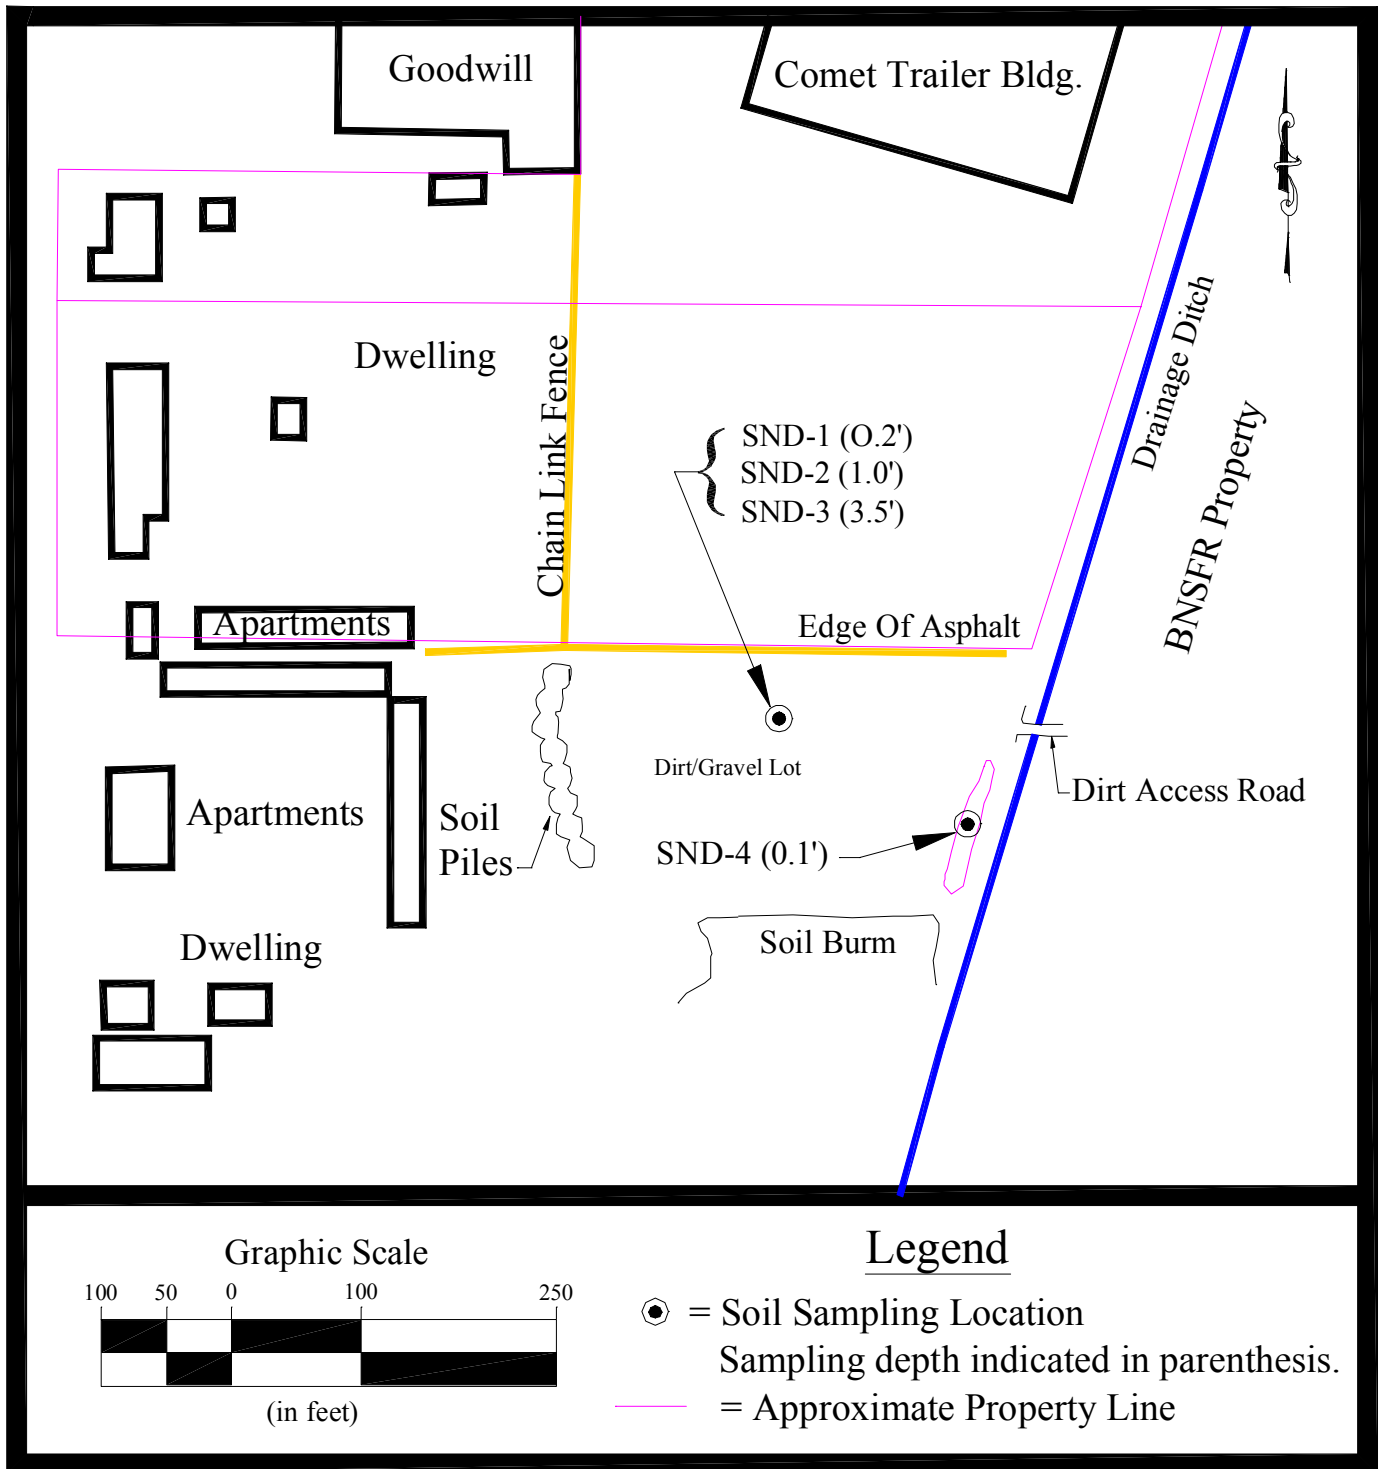 Goodwill
Comet Trailer Bldg.
Dwelling
Chain Link Fence
Drainage Ditch
BNSFR Property
SND-1 (O.2')
SND-2 (1.0')
SND-3 (3.5')
Apartments
Edge Of Asphalt
Dirt/Gravel Lot
Dirt Access Road
Apartments
Soil
Piles
SND-4 (0.1')
Dwelling
Soil Burm
Graphic Scale
100 50 0 100 250
(in feet)
Legend
= Soil Sampling Location
Sampling depth indicated in parenthesis.
= Approximate Property Line